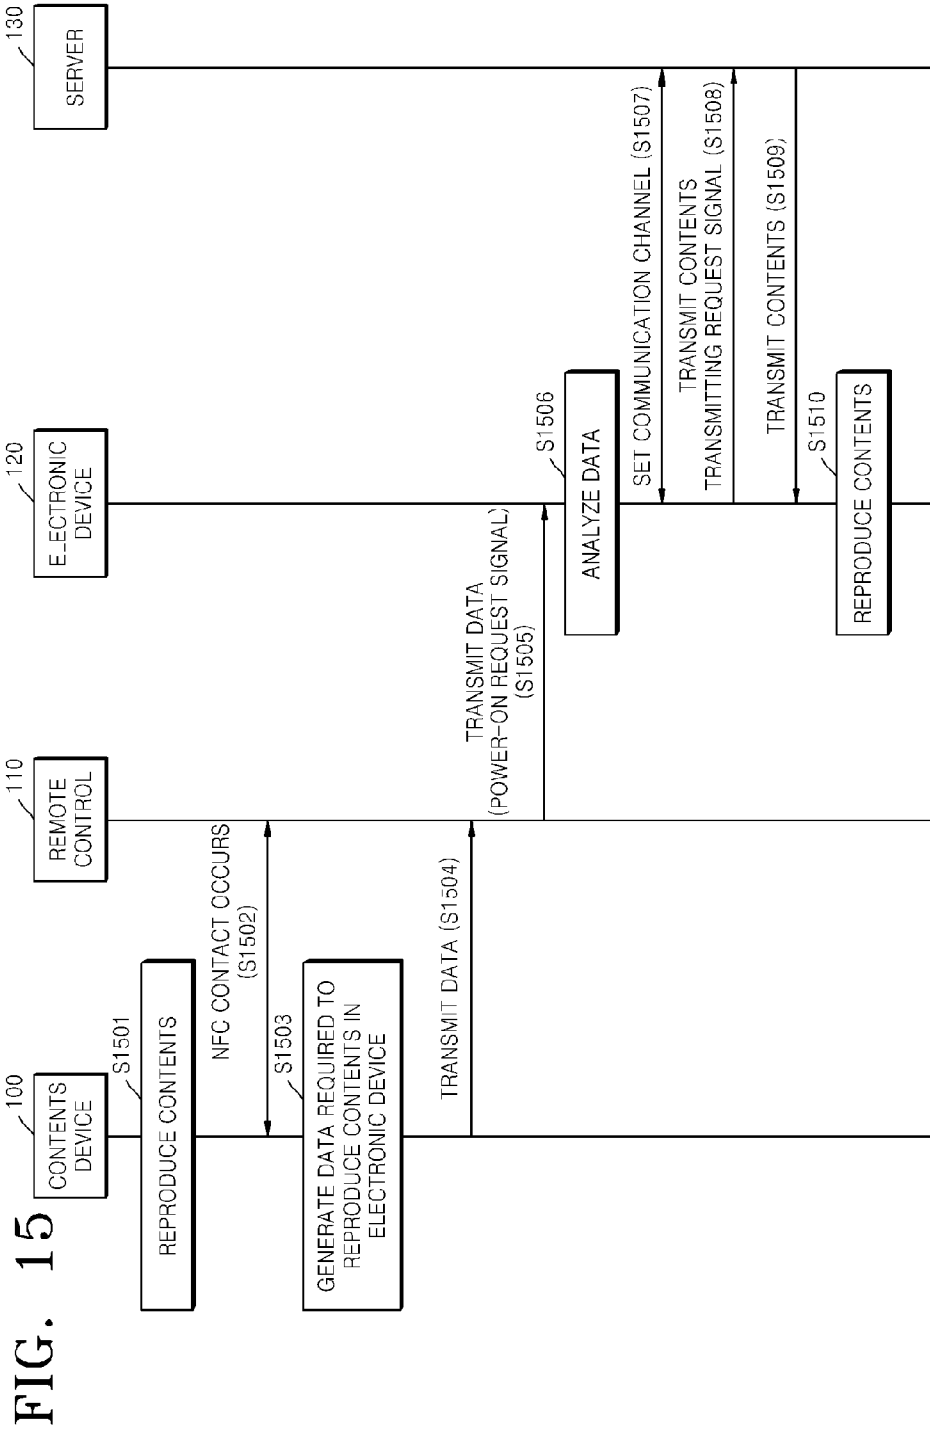 FIG. 15
100
CONTENTS
DEVICE
110
REMOTE
CONTROL
120
ELECTRONIC
DEVICE
130
SERVER
S1501
REPRODUCE CONTENTS
NFC CONTACT OCCURS
(S1502)
S1503
GENERATE DATA REQUIRED TO
REPRODUCE CONTENTS IN
ELECTRONIC DEVICE
TRANSMIT DATA (S1504)
TRANSMIT DATA
(POWER-ON REQUEST SIGNAL)
(S1505)
S1506
ANALYZE DATA
SET COMMUNICATION CHANNEL (S1507)
TRANSMIT CONTENTS
TRANSMITTING REQUEST SIGNAL (S1508)
TRANSMIT CONTENTS (S1509)
S1510
REPRODUCE CONTENTS